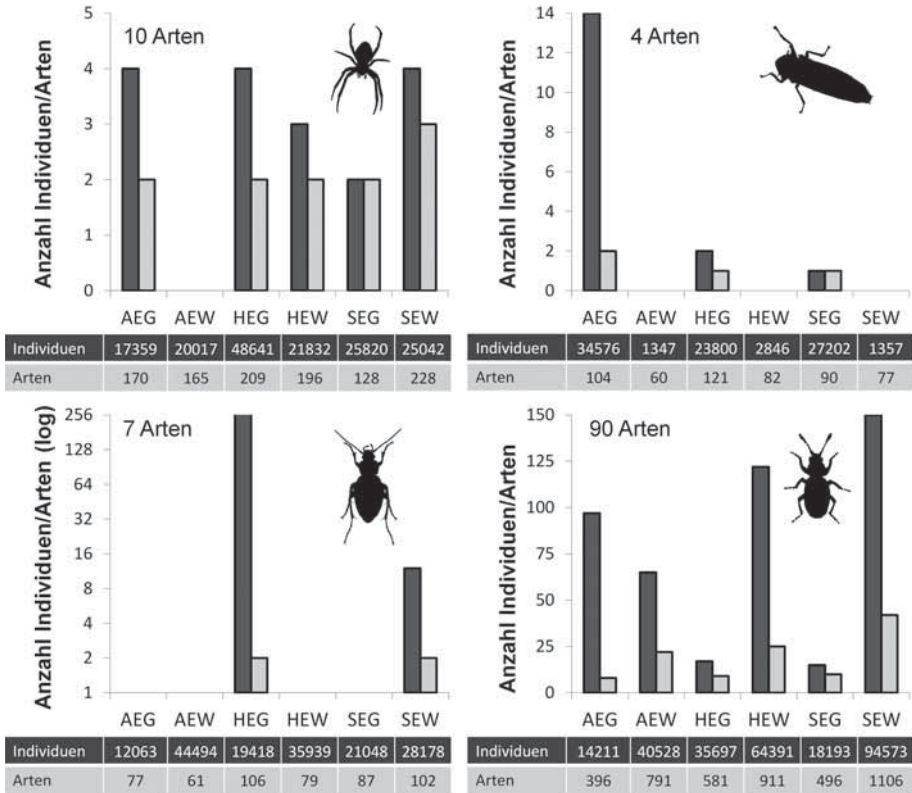 10 Arten
Anzahl Individuen/Arten
5
4
3
2
1
0
AEG AEW HEG HEW SEG SEW
Individuen 17359 20017 48641 21832 25820 25042
Arten 170 165 209 196 128 228
4 Arten
Anzahl Individuen/Arten
14
12
10
8
6
4
2
0
AEG AEW HEG HEW SEG SEW
Individuen 34576 1347 23800 2846 27202 1357
Arten 104 60 121 82 90 77
7 Arten
Anzahl Individuen/Arten (log)
256
128
64
32
16
8
4
2
1
AEG AEW HEG HEW SEG SEW
Individuen 12063 44494 19418 35939 21048 28178
Arten 77 61 106 79 87 102
90 Arten
Anzahl Individuen/Arten
150
125
100
75
50
25
0
AEG AEW HEG HEW SEG SEW
Individuen 14211 40528 35697 64391 18193 94573
Arten 396 791 581 911 496 1106